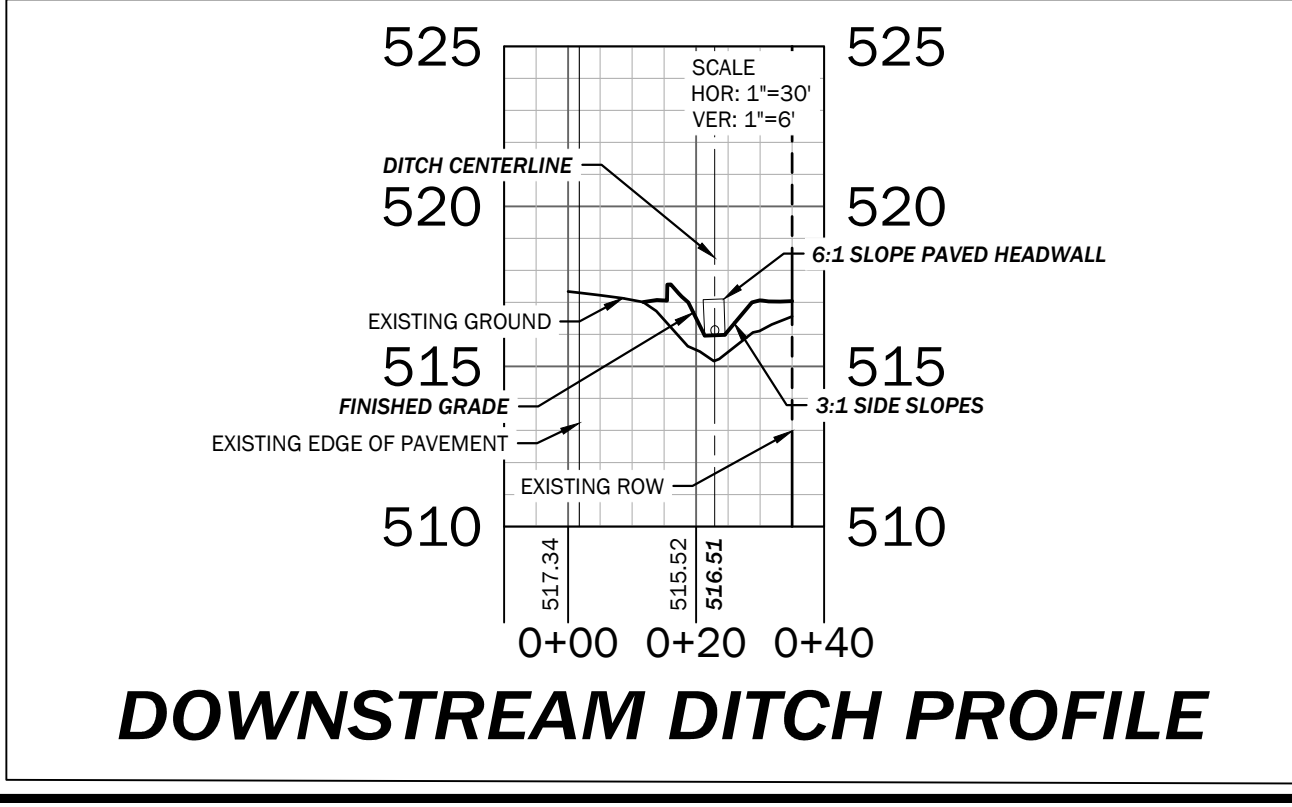 525
525
SCALE
HOR: 1"=30'
VER: 1"=6'
DITCH CENTERLINE
520
520
6:1 SLOPE PAVED HEADWALL
EXISTING GROUND
515
515
FINISHED GRADE
3:1 SIDE SLOPES
EXISTING EDGE OF PAVEMENT
EXISTING ROW
510
510
517.34
515.52
516.51
0+00
0+20
0+40
DOWNSTREAM DITCH PROFILE